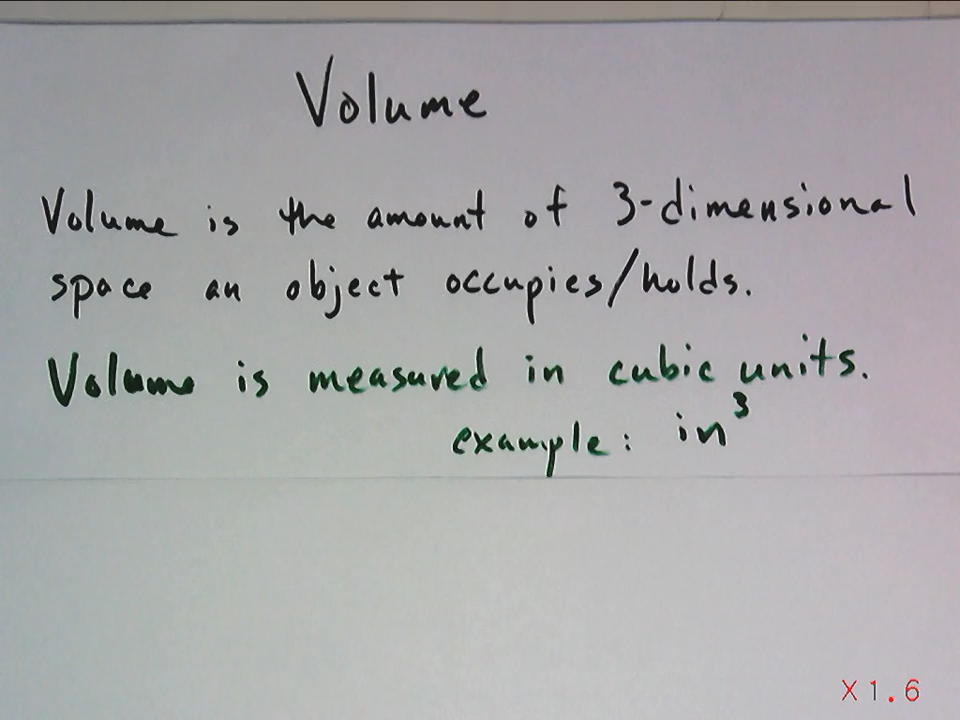 Volume
Volume is the amount of 3-dimensional
space an object occupies/holds.
Volume is measured in cubic units.
example: in³
X1.6